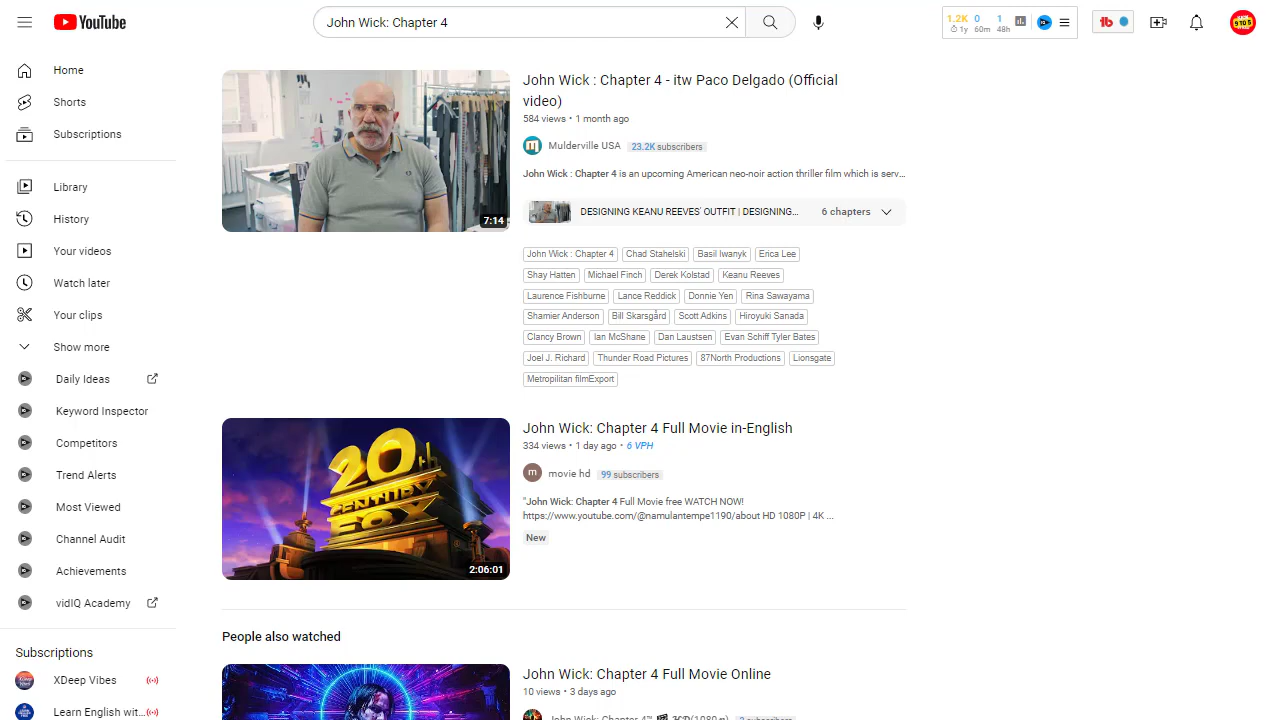 YouTube
John Wick: Chapter 4
1.2K 0 1
1y 60m 48h
Home
Shorts
Subscriptions
Library
History
Your videos
Watch later
Your clips
Show more
Daily Ideas
Keyword Inspector
Competitors
Trend Alerts
Most Viewed
Channel Audit
Achievements
vidIQ Academy
Subscriptions
XDeep Vibes
Learn English wit...
7:14
John Wick : Chapter 4 - itw Paco Delgado (Official
video)
584 views • 1 month ago
Mulderville USA 23.2K subscribers
John Wick : Chapter 4 is an upcoming American neo-noir action thriller film which is serv...
DESIGNING KEANU REEVES' OUTFIT | DESIGNING... 6 chapters
John Wick : Chapter 4 Chad Stahelski Basil Iwanyk Erica Lee
Shay Hatten Michael Finch Derek Kolstad Keanu Reeves
Laurence Fishburne Lance Reddick Donnie Yen Rina Sawayama
Shamier Anderson Bill Skarsgård Scott Adkins Hiroyuki Sanada
Clancy Brown Ian McShane Dan Laustsen Evan Schiff Tyler Bates
Joel J. Richard Thunder Road Pictures 87North Productions Lionsgate
Metropolitan filmExport
20th
CENTURY
FOX
2:06:01
John Wick: Chapter 4 Full Movie in-English
334 views • 1 day ago • 6 VPH
m movie hd 99 subscribers
"John Wick: Chapter 4 Full Movie free WATCH NOW!
https://www.youtube.com/@namulantempe1190/about HD 1080P | 4K ...
New
People also watched
John Wick: Chapter 4 Full Movie Online
10 views • 3 days ago